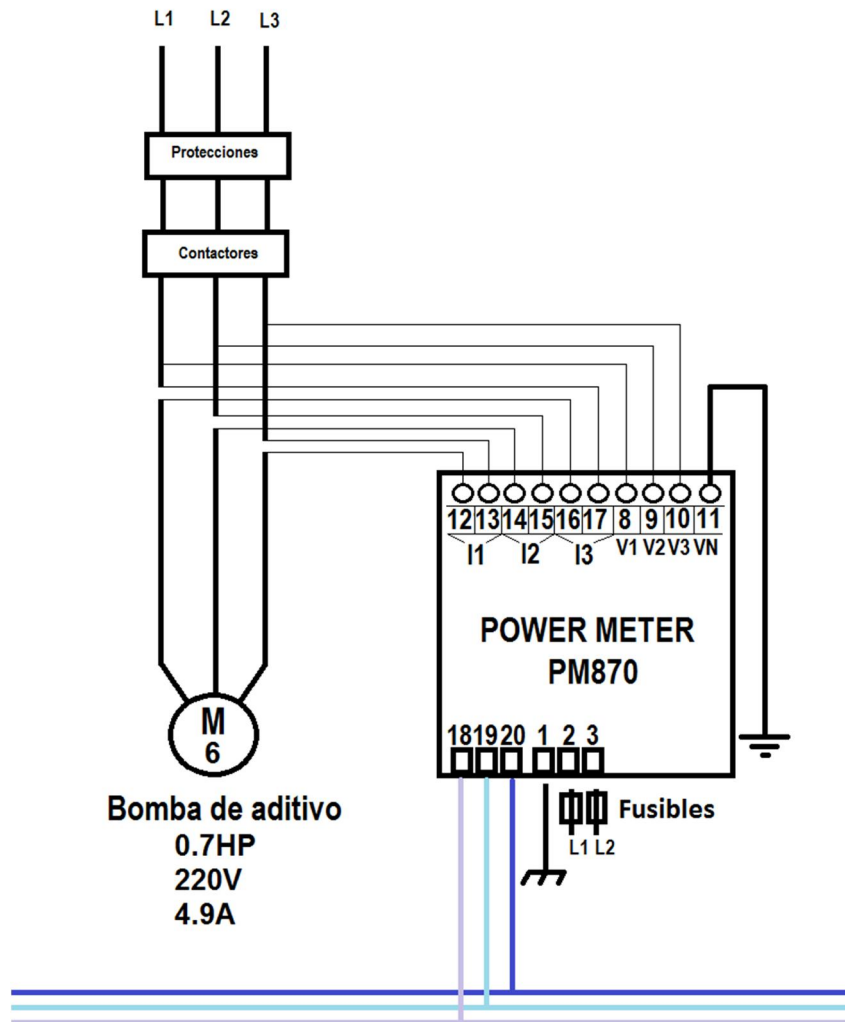 L1 L2 L3
Protecciones
Contactores
12 13 14 15 16 17 8 9 10 11
I1 I2 I3 V1 V2 V3 VN
POWER METER
PM870
18 19 20 1 2 3
M
6
Fusibles
L1 L2
Bomba de aditivo
0.7HP
220V
4.9A